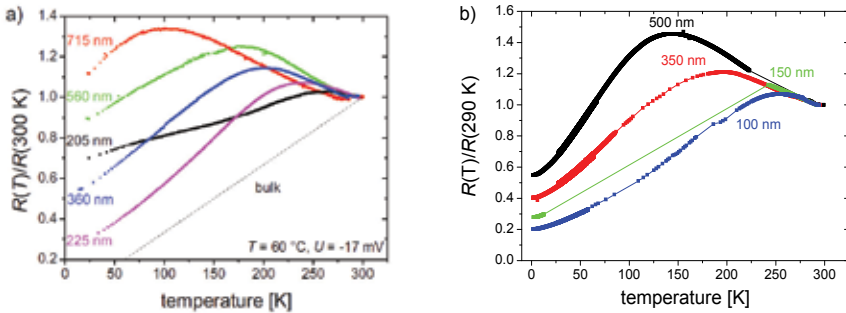 a)
715 nm
560 nm
205 nm
360 nm
225 nm
bulk
T = 60 °C, U = -17 mV
R(T)/R(300 K)
1.4
1.2
1.0
0.8
0.6
0.4
0.2
0 50 100 150 200 250 300
temperature [K]
b)
500 nm
350 nm
150 nm
100 nm
R(T)/R(290 K)
1.6
1.4
1.2
1.0
0.8
0.6
0.4
0.2
0.0
0 50 100 150 200 250 300
temperature [K]